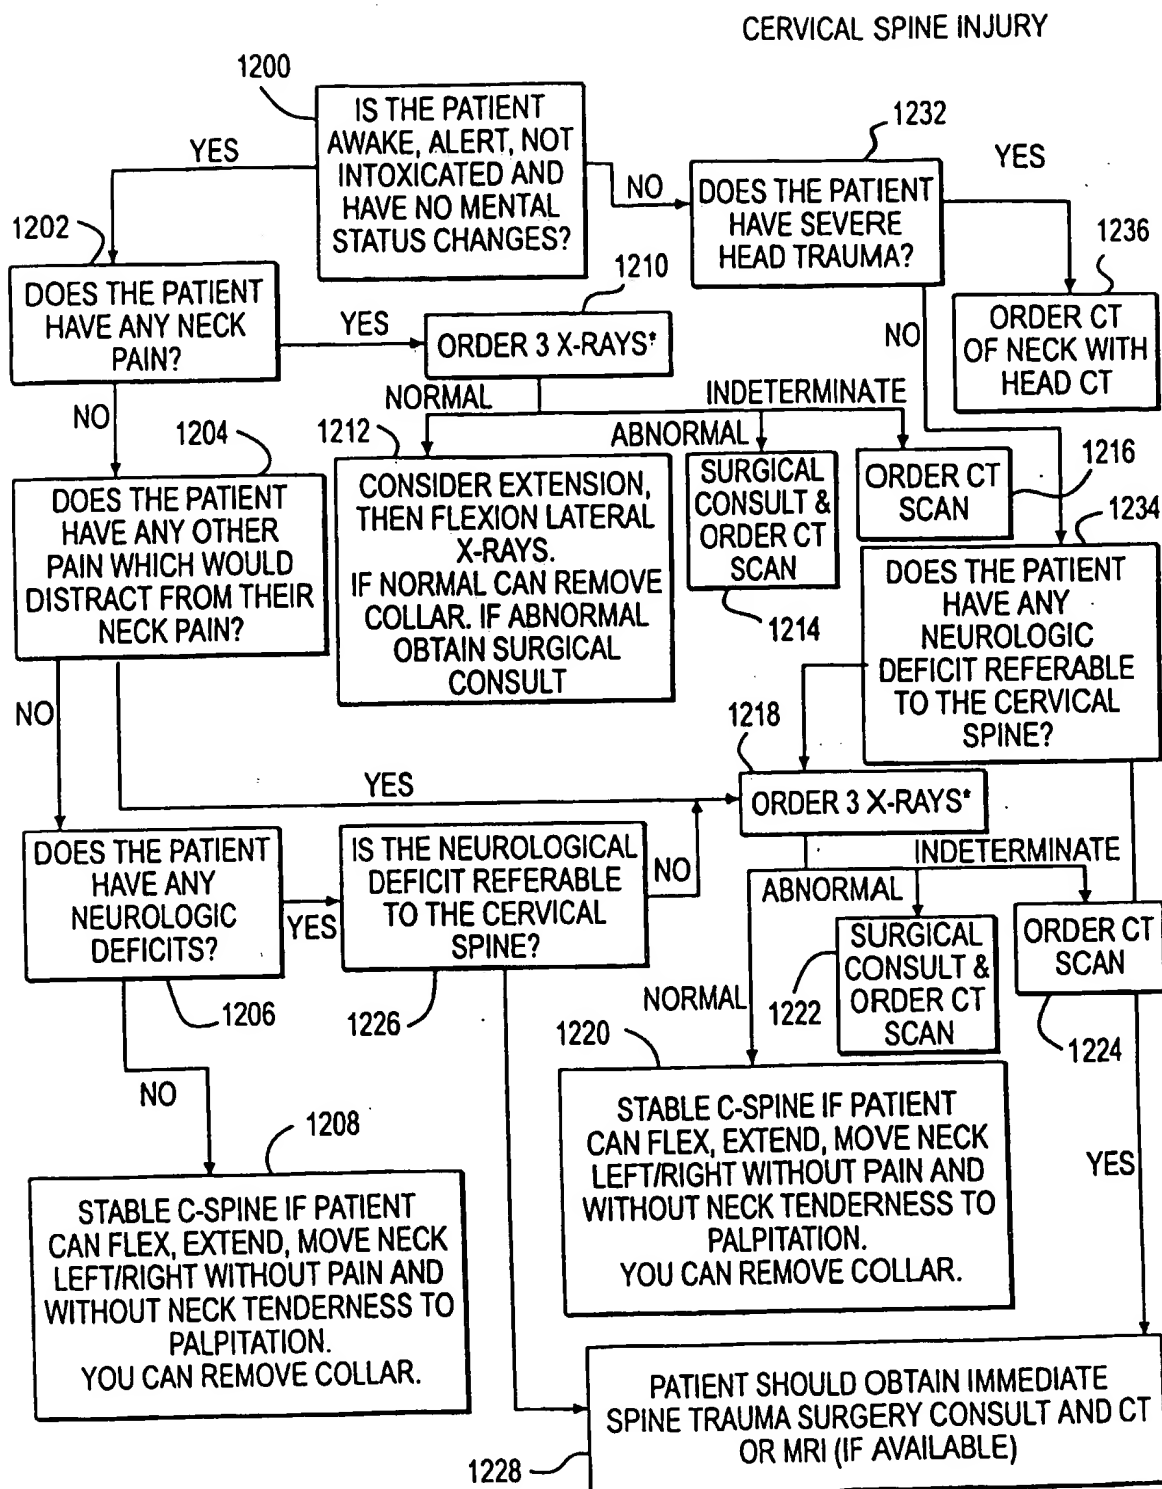 CERVICAL SPINE INJURY
1200
IS THE PATIENT
AWAKE, ALERT, NOT
INTOXICATED AND
HAVE NO MENTAL
STATUS CHANGES?
YES
NO
1232
DOES THE PATIENT
HAVE SEVERE
HEAD TRAUMA?
YES
NO
1236
ORDER CT
OF NECK WITH
HEAD CT
1202
DOES THE PATIENT
HAVE ANY NECK
PAIN?
YES
NO
1210
ORDER 3 X-RAYS*
NORMAL
ABNORMAL
INDETERMINATE
1212
CONSIDER EXTENSION,
THEN FLEXION LATERAL
X-RAYS.
IF NORMAL CAN REMOVE
COLLAR. IF ABNORMAL
OBTAIN SURGICAL
CONSULT
SURGICAL
CONSULT &
ORDER CT
SCAN
1214
ORDER CT
SCAN
1216
1204
DOES THE PATIENT
HAVE ANY OTHER
PAIN WHICH WOULD
DISTRACT FROM THEIR
NECK PAIN?
NO
YES
1234
DOES THE PATIENT
HAVE ANY
NEUROLOGIC
DEFICIT REFERABLE
TO THE CERVICAL
SPINE?
1218
ORDER 3 X-RAYS*
NORMAL
ABNORMAL
INDETERMINATE
DOES THE PATIENT
HAVE ANY
NEUROLOGIC
DEFICITS?
1206
YES
NO
IS THE NEUROLOGICAL
DEFICIT REFERABLE
TO THE CERVICAL
SPINE?
1226
NO
SURGICAL
CONSULT &
ORDER CT
SCAN
1222
ORDER CT
SCAN
1224
YES
1220
STABLE C-SPINE IF PATIENT
CAN FLEX, EXTEND, MOVE NECK
LEFT/RIGHT WITHOUT PAIN AND
WITHOUT NECK TENDERNESS TO
PALPITATION.
YOU CAN REMOVE COLLAR.
1208
STABLE C-SPINE IF PATIENT
CAN FLEX, EXTEND, MOVE NECK
LEFT/RIGHT WITHOUT PAIN AND
WITHOUT NECK TENDERNESS TO
PALPITATION.
YOU CAN REMOVE COLLAR.
PATIENT SHOULD OBTAIN IMMEDIATE
SPINE TRAUMA SURGERY CONSULT AND CT
OR MRI (IF AVAILABLE)
1228